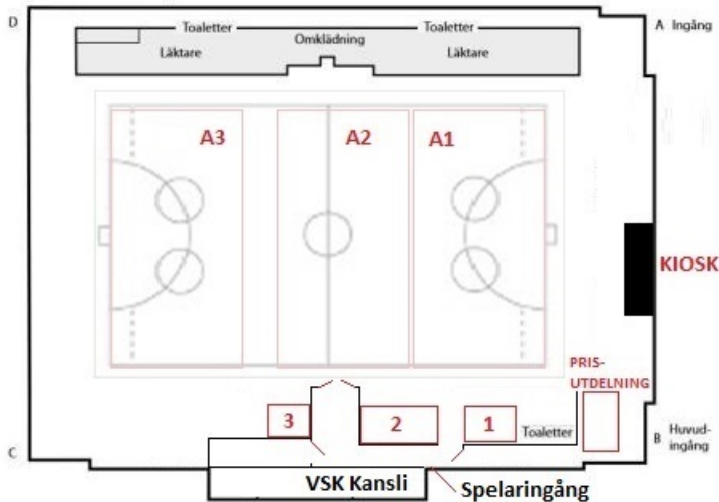 D
Toaletter
Toaletter
A Ingång
Omklädning
Läktare
Läktare
A3
A2
A1
KIOSK
PRIS-
UTDELNING
3
2
1
Toaletter
B Huvud-
ingång
C
VSK Kansli
Spelaringång